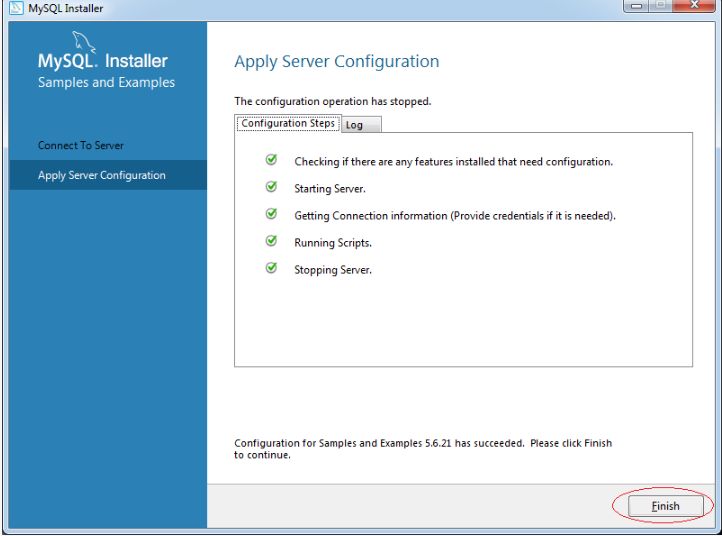 MySQL Installer
MySQL. Installer
Samples and Examples
Connect To Server
Apply Server Configuration
Apply Server Configuration
The configuration operation has stopped.
Configuration Steps
Log
Checking if there are any features installed that need configuration.
Starting Server.
Getting Connection information (Provide credentials if it is needed).
Running Scripts.
Stopping Server.
Configuration for Samples and Examples 5.6.21 has succeeded. Please click Finish
to continue.
Finish